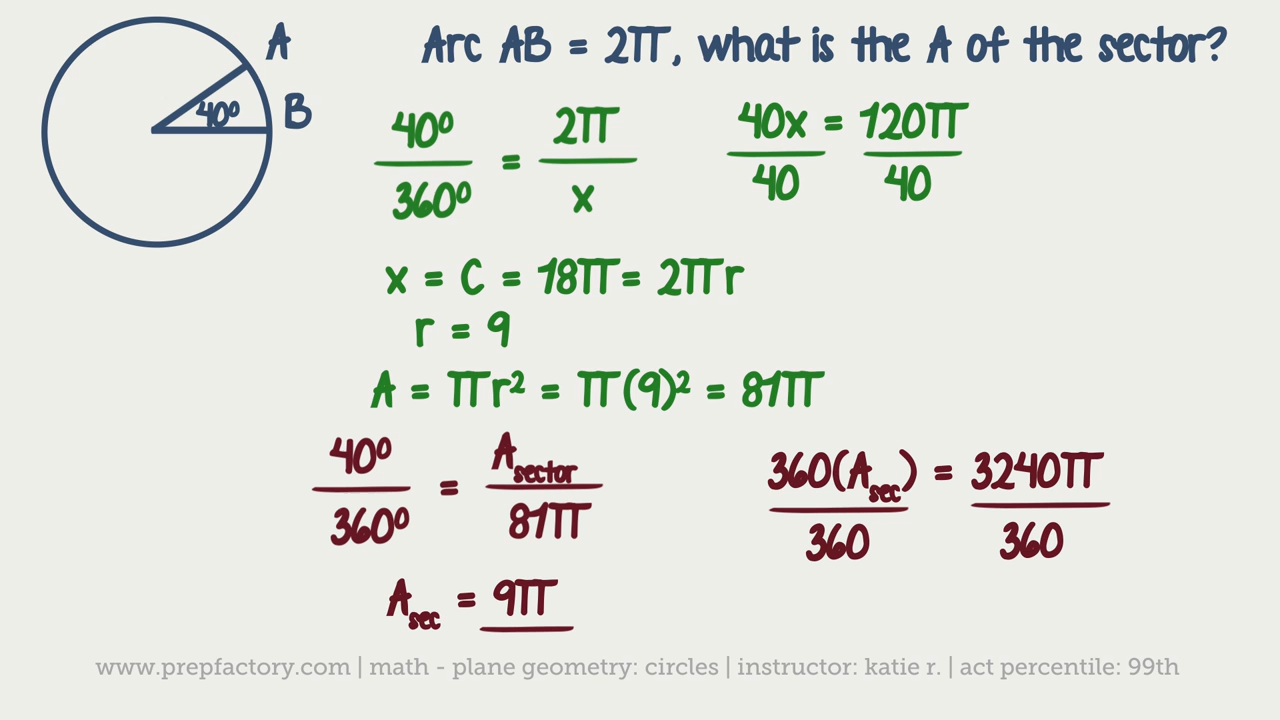 A
B
40°
Arc AB = 2π, what is the A of the sector?
40°/360° = 2π/x
40x/40 = 120π/40
x = C = 18π = 2πr
r = 9
A = πr² = π(9)² = 81π
40°/360° = A_sector/81π
360(A_sec)/360 = 3240π/360
A_sec = 9π
www.prepfactory.com | math - plane geometry: circles | instructor: katie r. | act percentile: 99th